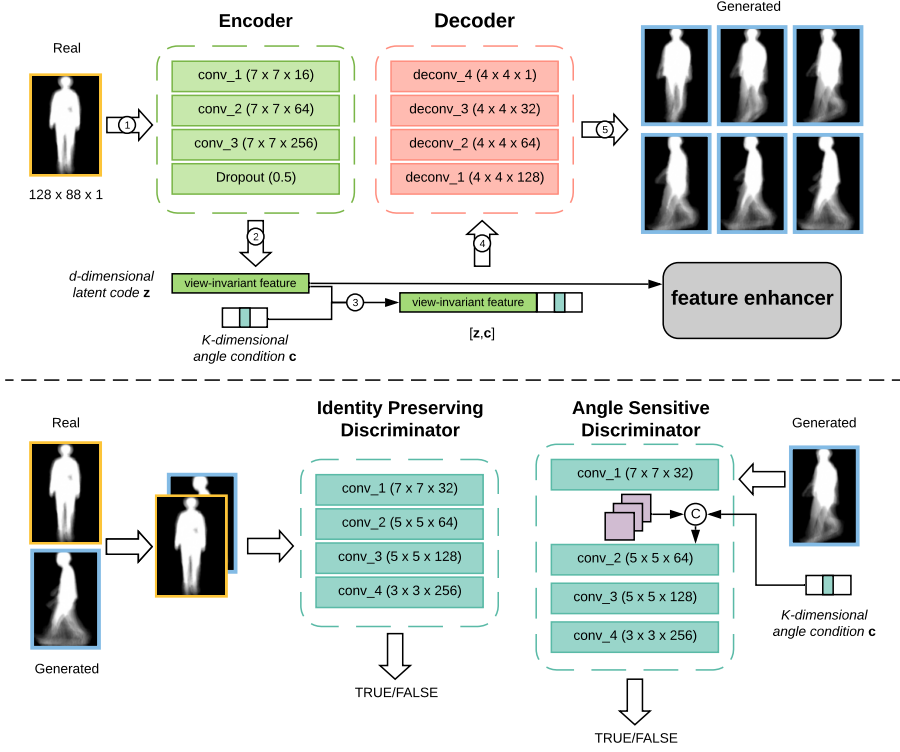 Encoder
Decoder
Generated
Real
conv_1 (7 x 7 x 16)
conv_2 (7 x 7 x 64)
conv_3 (7 x 7 x 256)
Dropout (0.5)
deconv_4 (4 x 4 x 1)
deconv_3 (4 x 4 x 32)
deconv_2 (4 x 4 x 64)
deconv_1 (4 x 4 x 128)
1
5
128 x 88 x 1
2
4
d-dimensional
latent code z
view-invariant feature
3
view-invariant feature
feature enhancer
[z,c]
K-dimensional
angle condition c
Identity Preserving
Discriminator
Angle Sensitive
Discriminator
Real
Generated
conv_1 (7 x 7 x 32)
conv_2 (5 x 5 x 64)
conv_3 (5 x 5 x 128)
conv_4 (3 x 3 x 256)
conv_1 (7 x 7 x 32)
C
conv_2 (5 x 5 x 64)
conv_3 (5 x 5 x 128)
conv_4 (3 x 3 x 256)
K-dimensional
angle condition c
Generated
TRUE/FALSE
TRUE/FALSE